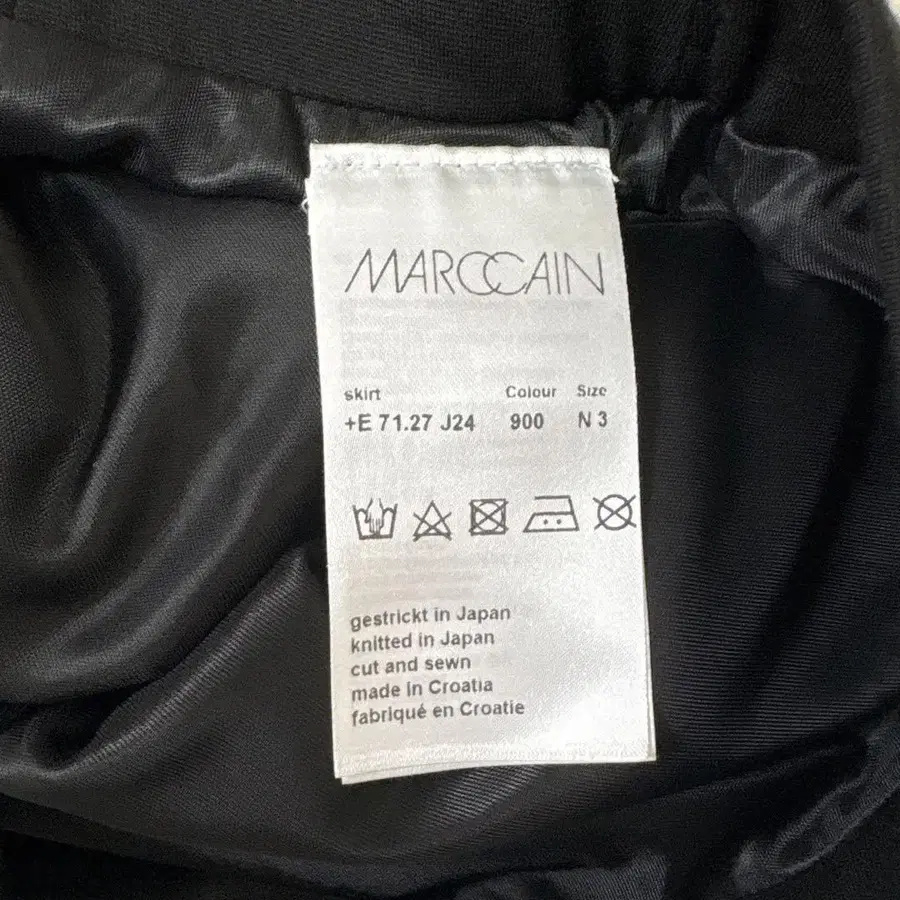 MARCCAIN
skirt Colour Size
+E 71.27 J24 900 N 3
gestrickt in Japan
knitted in Japan
cut and sewn
made in Croatia
fabriqué en Croatie